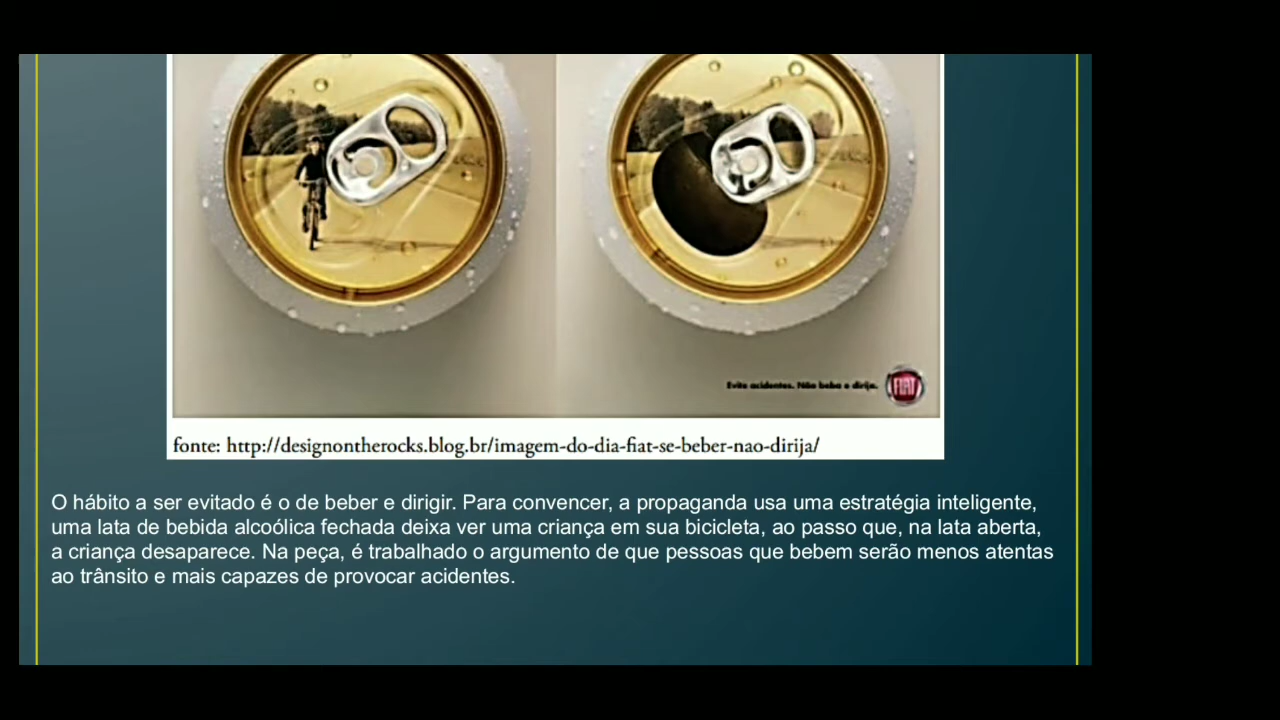 Evite acidentes. Não beba e dirija.
FIAT
fonte: http://designontherocks.blog.br/imagem-do-dia-fiat-se-beber-nao-dirija/
O hábito a ser evitado é o de beber e dirigir. Para convencer, a propaganda usa uma estratégia inteligente,
uma lata de bebida alcoólica fechada deixa ver uma criança em sua bicicleta, ao passo que, na lata aberta,
a criança desaparece. Na peça, é trabalhado o argumento de que pessoas que bebem serão menos atentas
ao trânsito e mais capazes de provocar acidentes.